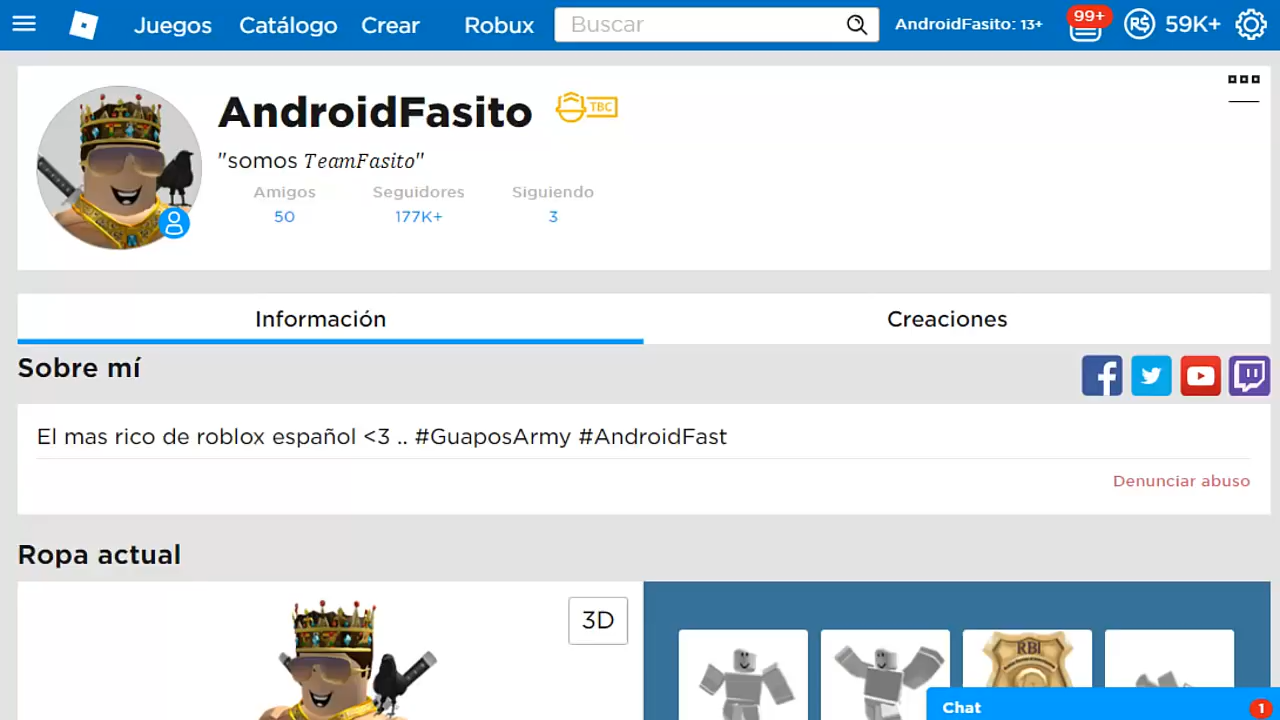 Juegos Catálogo Crear Robux Buscar AndroidFasito: 13+ 99+ 59K+
AndroidFasito TBC
"somos TeamFasito"
Amigos Seguidores Siguiendo
50 177K+ 3
Información Creaciones
Sobre mí
El mas rico de roblox español <3 .. #GuaposArmy #AndroidFast
Denunciar abuso
Ropa actual
3D
RBI
Chat 1